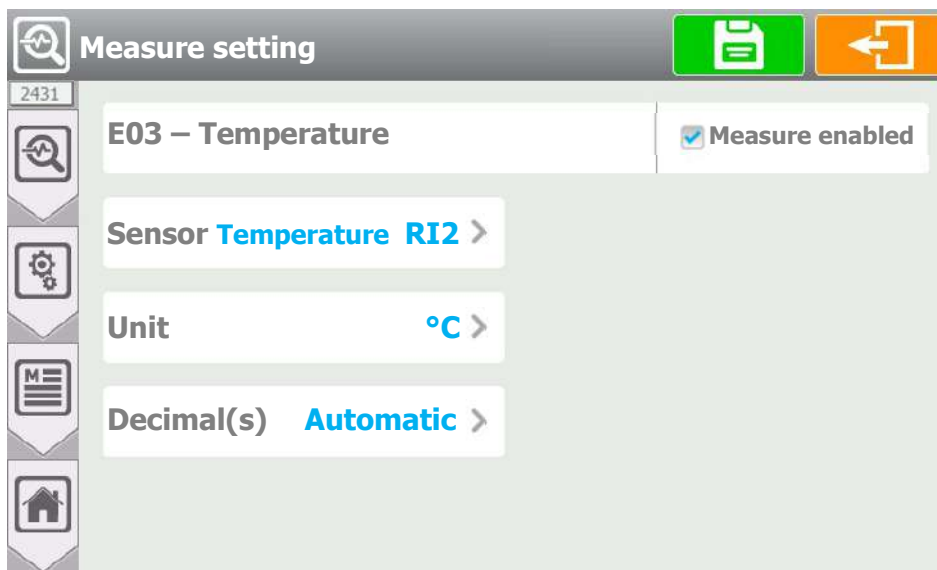 Measure setting
2431
E03 – Temperature
Measure enabled
Sensor Temperature RI2
Unit °C
Decimal(s) Automatic
M